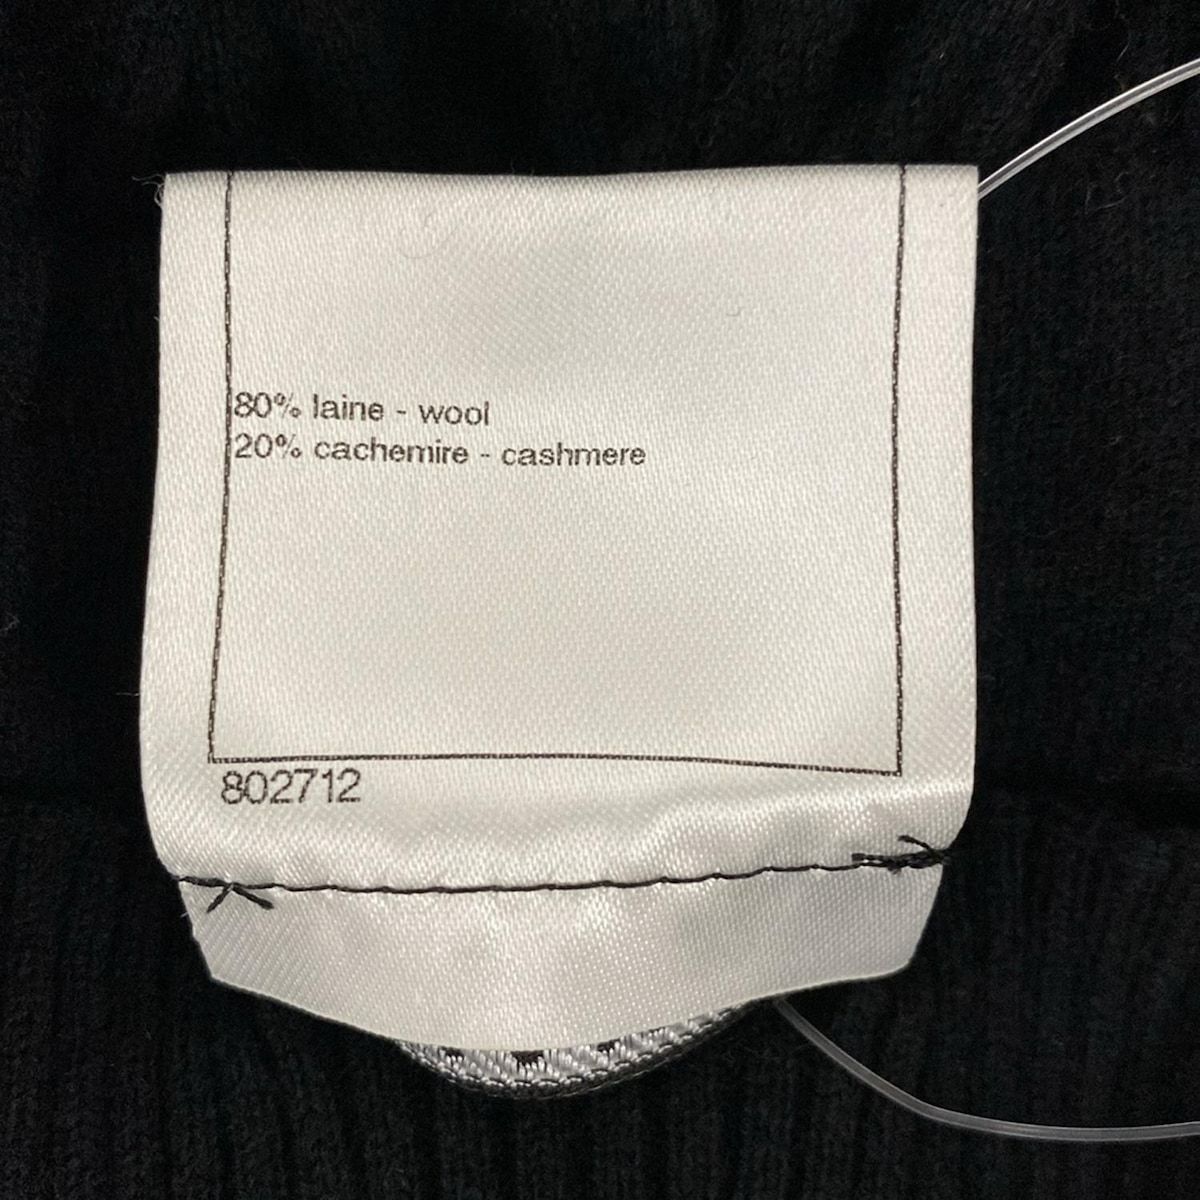 80% laine - wool
20% cachemire - cashmere
802712